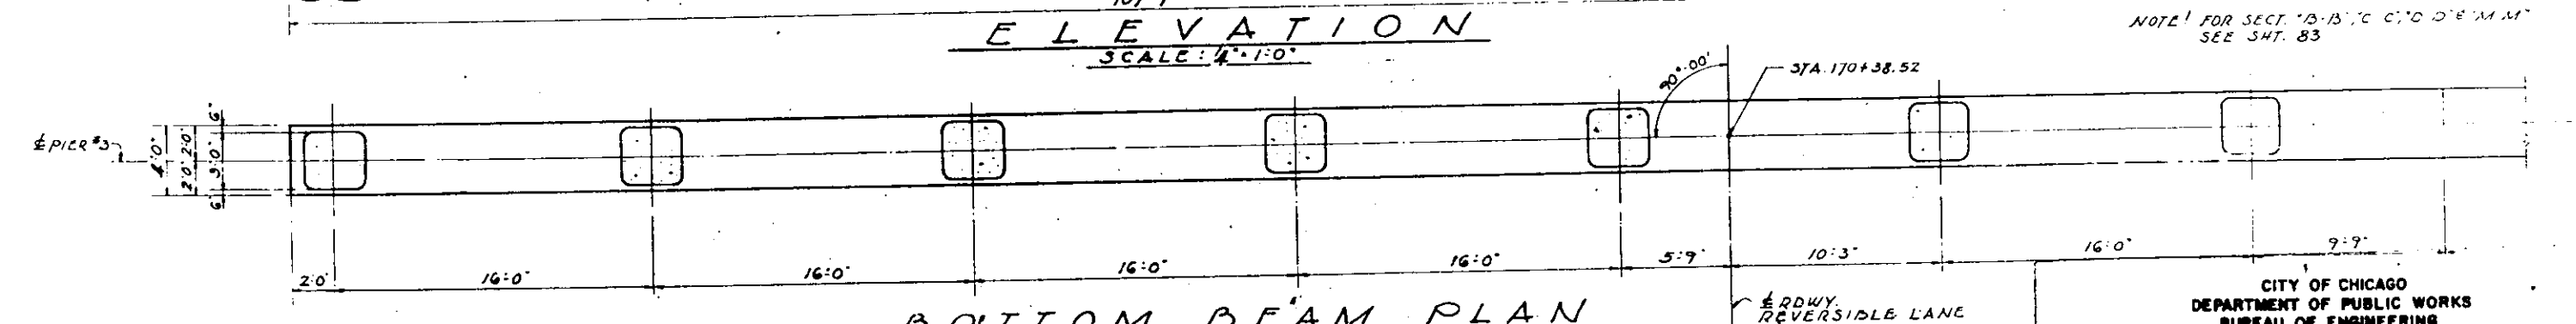 ELEVATION
SCALE: 1/4"=1'-0"
NOTE! FOR SECT. "B-B", "C-C", "D-D" & "M-M"
SEE SHT. 83
90°-00'
STA. 170+38.52
℄ PIER #3
4'-0"
2'-0" 2'-0"
6" 3'-0" 6"
2'-0" 16'-0" 16'-0" 16'-0" 16'-0" 5'-9" 10'-3" 16'-0" 9'-9"
BOTTOM BEAM PLAN
℄ RDWY.
REVERSIBLE LANE
CITY OF CHICAGO
DEPARTMENT OF PUBLIC WORKS
BUREAU OF ENGINEERING